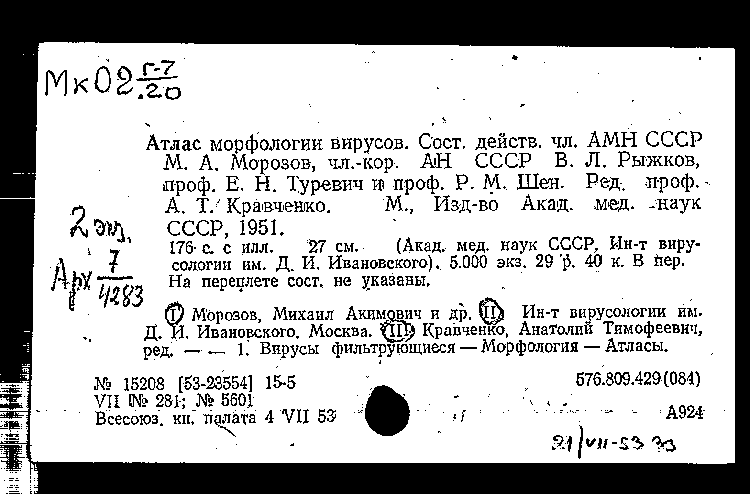 Мк 02 Г-7
.20
Атлас морфологии вирусов. Сост. действ. чл. АМН СССР
М. А. Морозов, чл.-кор. АН СССР В. Л. Рыжков,
проф. Е. Н. Туревич и проф. Р. М. Шен. Ред. проф.
А. Т. Кравченко. М., Изд-во Акад. мед. наук
СССР, 1951.
2 экз.
176 с. с илл. 27 см. (Акад. мед. наук СССР, Ин-т виру-
сологии им. Д. И. Ивановского). 5.000 экз. 29 р. 40 к. В пер.
На переплете сост. не указаны.
Арх 7
4283
I Морозов, Михаил Акимович и др. II Ин-т вирусологии им.
Д. И. Ивановского. Москва. III Кравченко, Анатолий Тимофеевич,
ред. — — 1. Вирусы фильтрующиеся — Морфология — Атласы.
№ 15208 [53-23554] 15-5 576.809.429(084)
VII № 281; № 5601
Всесоюз. кн. палата 4 VII 53 А924
21/VII-53